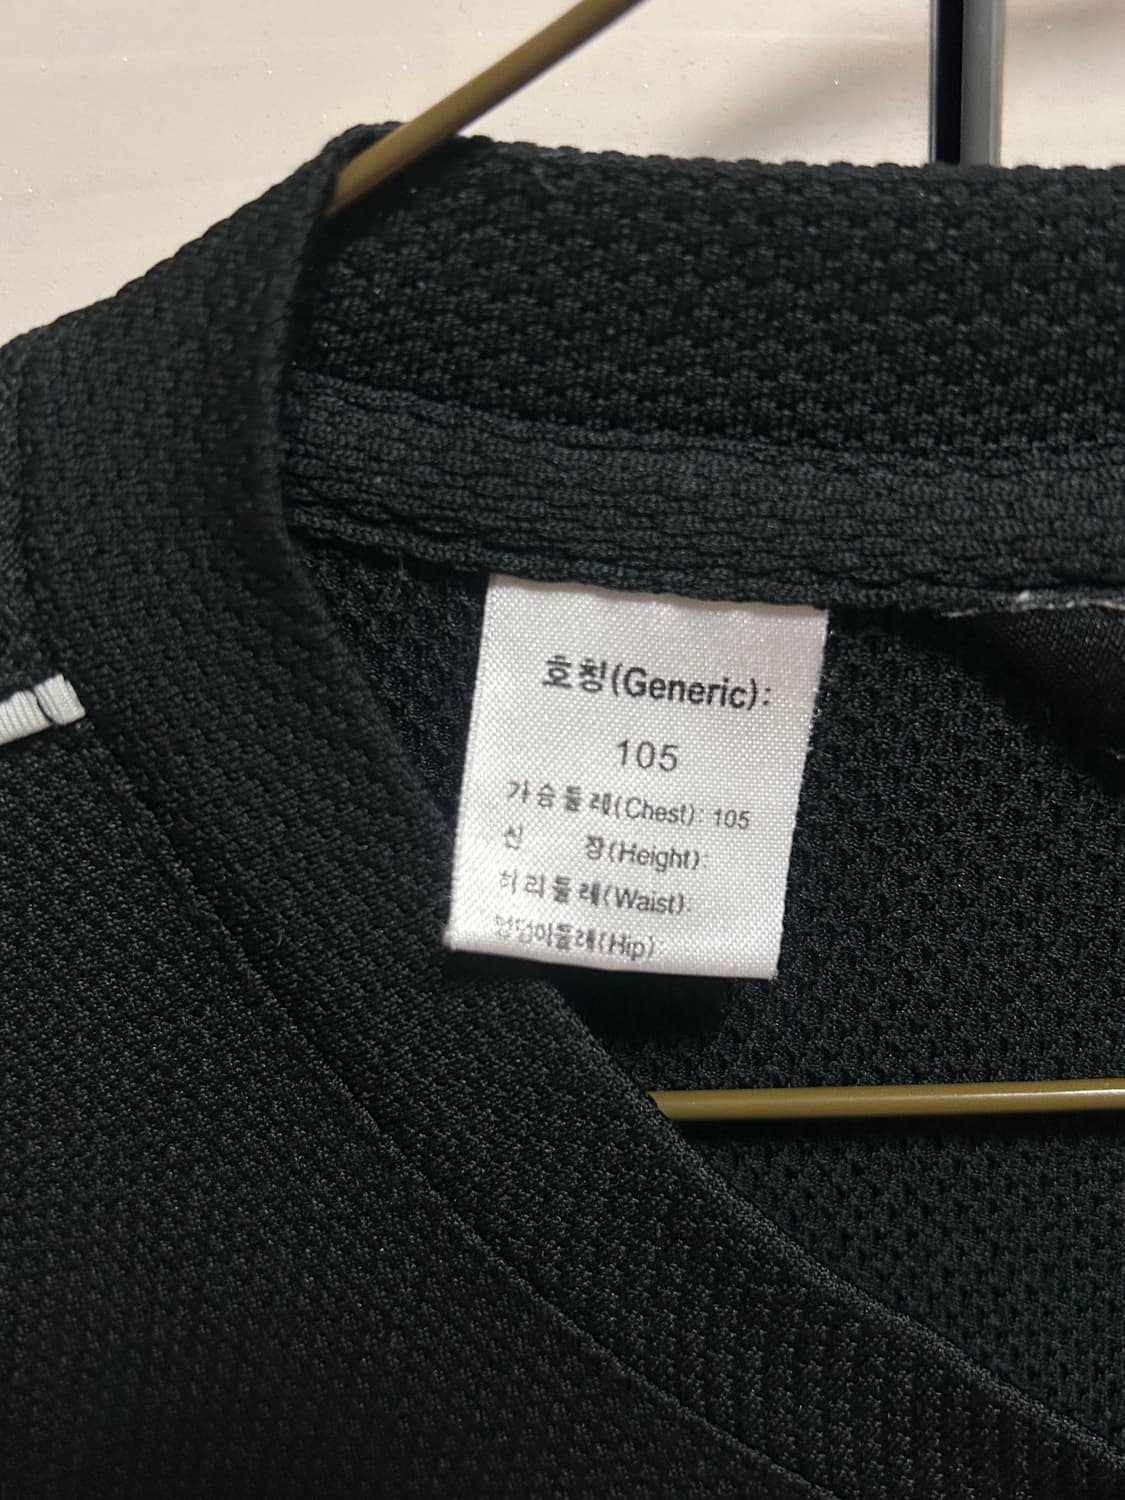 호칭(Generic):
105
가슴둘레(Chest): 105
신 장(Height):
허리둘레(Waist):
엉덩이둘레(Hip):